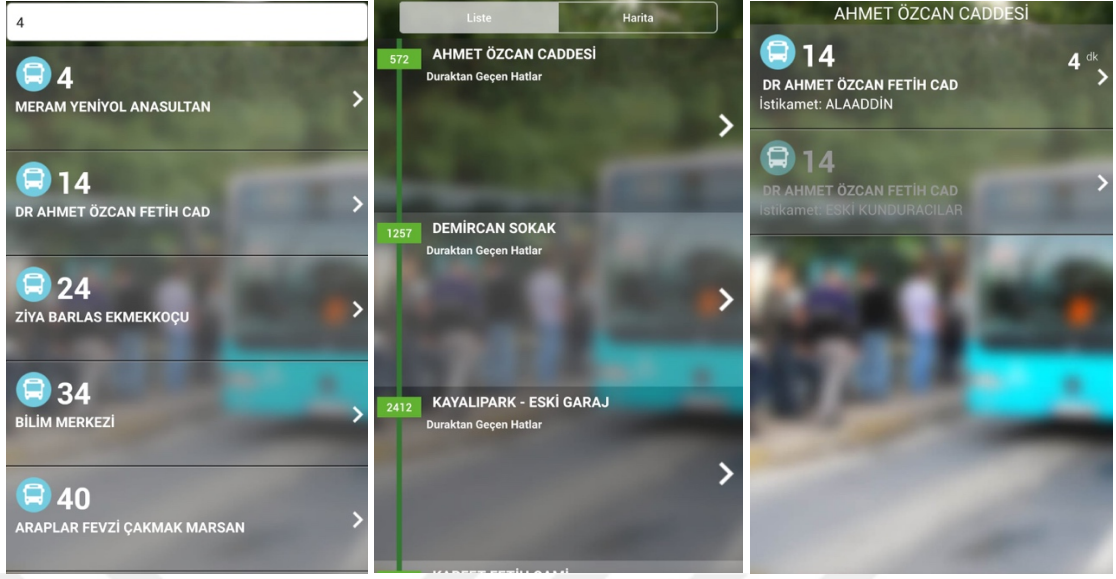 4
4
MERAM YENİYOL ANASULTAN
14
DR AHMET ÖZCAN FETİH CAD
24
ZİYA BARLAS EKMEKKOÇU
34
BİLİM MERKEZİ
40
ARAPLAR FEVZİ ÇAKMAK MARSAN
Liste
Harita
572
AHMET ÖZCAN CADDESİ
Duraktan Geçen Hatlar
1257
DEMİRCAN SOKAK
Duraktan Geçen Hatlar
2412
KAYALIPARK - ESKİ GARAJ
Duraktan Geçen Hatlar
AHMET ÖZCAN CADDESİ
14
4 dk
DR AHMET ÖZCAN FETİH CAD
İstikamet: ALAADDİN
14
DR AHMET ÖZCAN FETİH CAD
İstikamet: ESKİ KUNDURACILAR